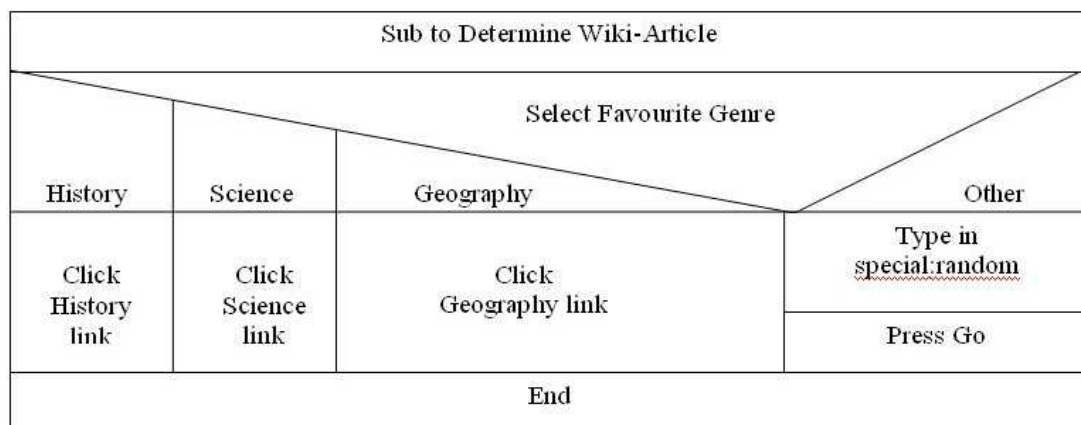 Sub to Determine Wiki-Article
Select Favourite Genre
History
Science
Geography
Other
Click
History
link
Click
Science
link
Click
Geography link
Type in
special:random
Press Go
End